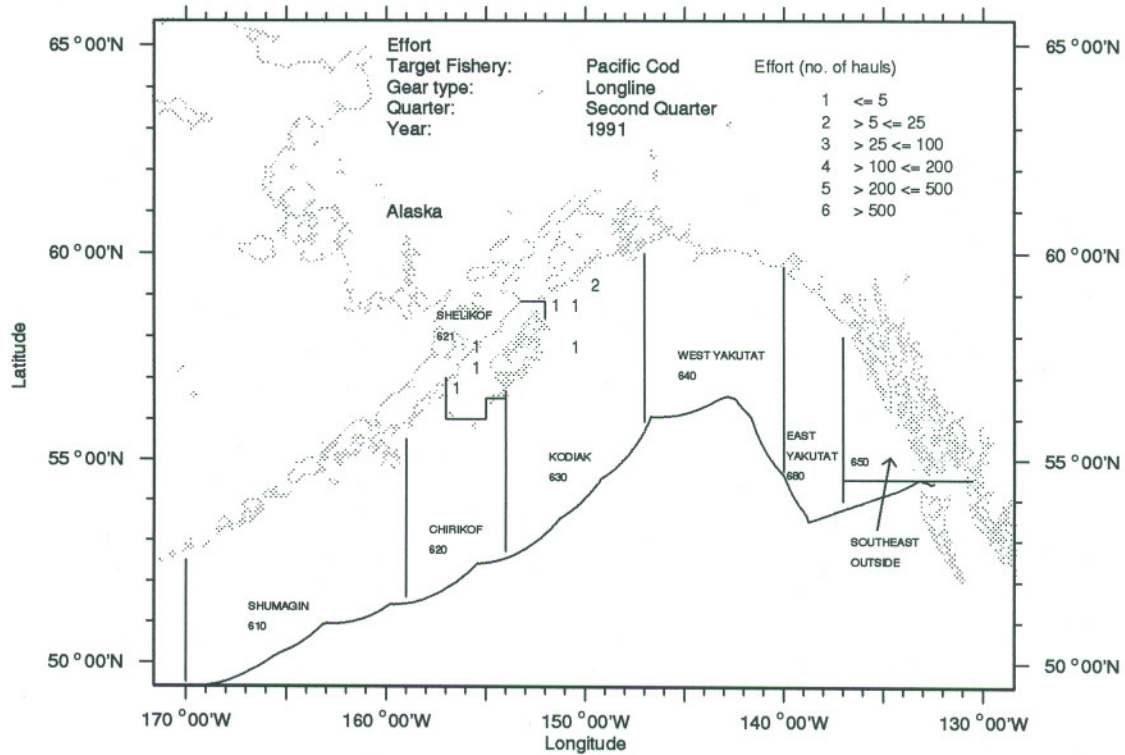 Effort
Target Fishery: Pacific Cod
Gear type: Longline
Quarter: Second Quarter
Year: 1991
Effort (no. of hauls)
1 <= 5
2 > 5 <= 25
3 > 25 <= 100
4 > 100 <= 200
5 > 200 <= 500
6 > 500
65 °00'N
65 °00'N
Alaska
60 °00'N
60 °00'N
2
1 1
SHELIKOF
621
1
1
1
1
WEST YAKUTAT
640
Latitude
55 °00'N
55 °00'N
KODIAK
630
EAST
YAKUTAT
680
650
CHIRIKOF
620
SOUTHEAST
OUTSIDE
SHUMAGIN
610
50 °00'N
50 °00'N
170 °00'W 160 °00'W 150 °00'W 140 °00'W 130 °00'W
Longitude